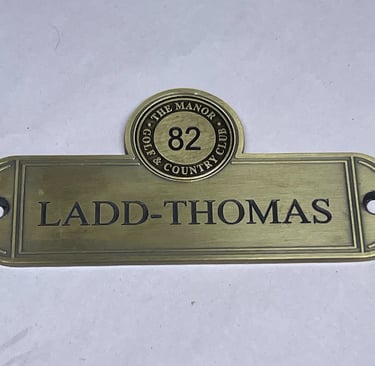 THE MANOR
82
GOLF & COUNTRY CLUB
LADD-THOMAS